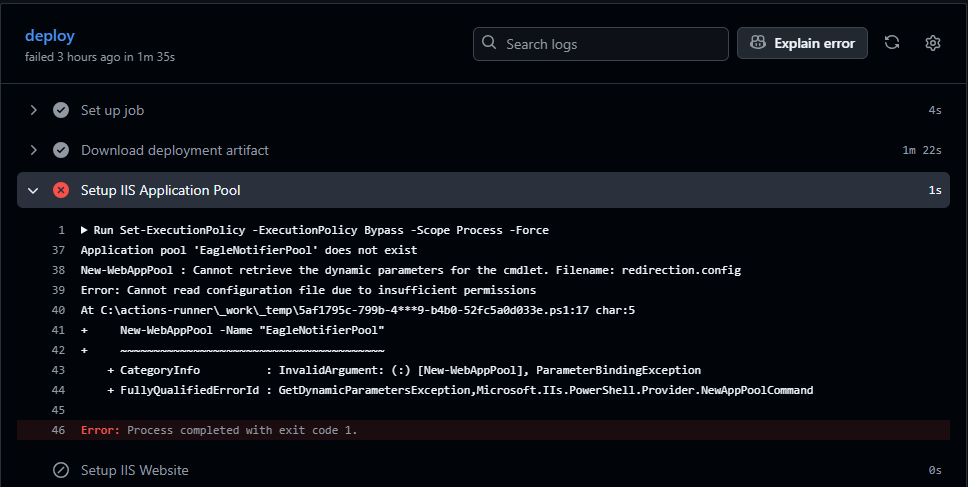 deploy
failed 3 hours ago in 1m 35s
Search logs
Explain error
Set up job 4s
Download deployment artifact 1m 22s
Setup IIS Application Pool 1s
1 Run Set-ExecutionPolicy -ExecutionPolicy Bypass -Scope Process -Force
37 Application pool 'EagleNotifierPool' does not exist
38 New-WebAppPool : Cannot retrieve the dynamic parameters for the cmdlet. Filename: redirection.config
39 Error: Cannot read configuration file due to insufficient permissions
40 At C:\actions-runner\_work\_temp\5af1795c-799b-4***9-b4b0-52fc5a0d033e.ps1:17 char:5
41 +     New-WebAppPool -Name "EagleNotifierPool"
42 +     ~~~~~~~~~~~~~~~~~~~~~~~~~~~~~~~~~~~~~~~~
43     + CategoryInfo          : InvalidArgument: (:) [New-WebAppPool], ParameterBindingException
44     + FullyQualifiedErrorId : GetDynamicParametersException,Microsoft.IIs.PowerShell.Provider.NewAppPoolCommand
45
46 Error: Process completed with exit code 1.
Setup IIS Website 0s